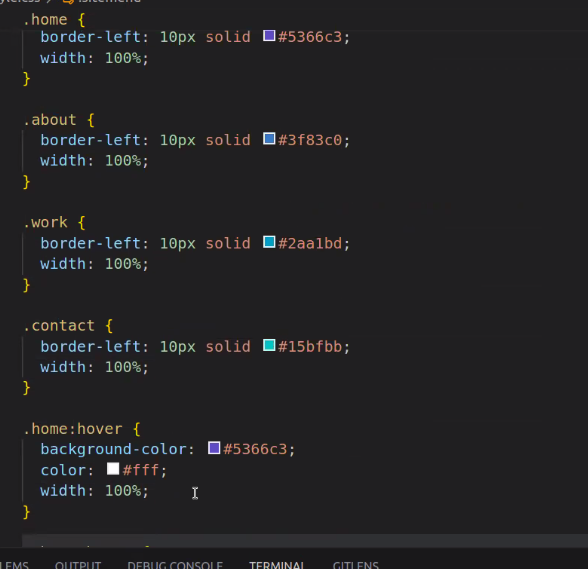 .home {
border-left: 10px solid #5366c3;
width: 100%;
}
.about {
border-left: 10px solid #3f83c0;
width: 100%;
}
.work {
border-left: 10px solid #2aa1bd;
width: 100%;
}
.contact {
border-left: 10px solid #15bfbb;
width: 100%;
}
.home:hover {
background-color: #5366c3;
color: #fff;
width: 100%;
}
LEMS OUTPUT DEBUG CONSOLE TERMINAL GITLENS